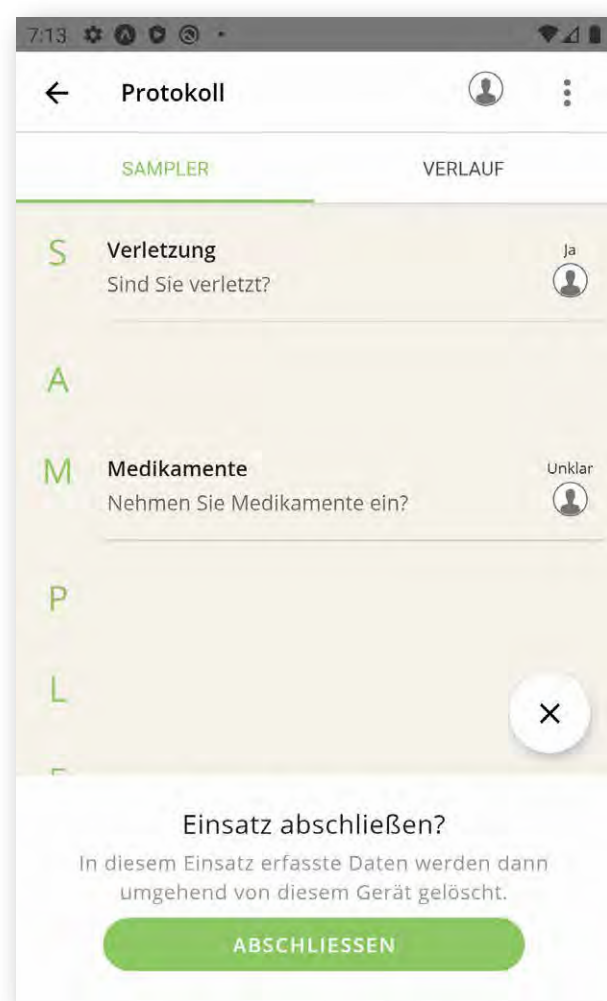 7:13
Protokoll
SAMPLER VERLAUF
S Verletzung Ja
Sind Sie verletzt?
A
M Medikamente Unklar
Nehmen Sie Medikamente ein?
P
L
Einsatz abschließen?
In diesem Einsatz erfasste Daten werden dann
umgehend von diesem Gerät gelöscht.
ABSCHLIESSEN